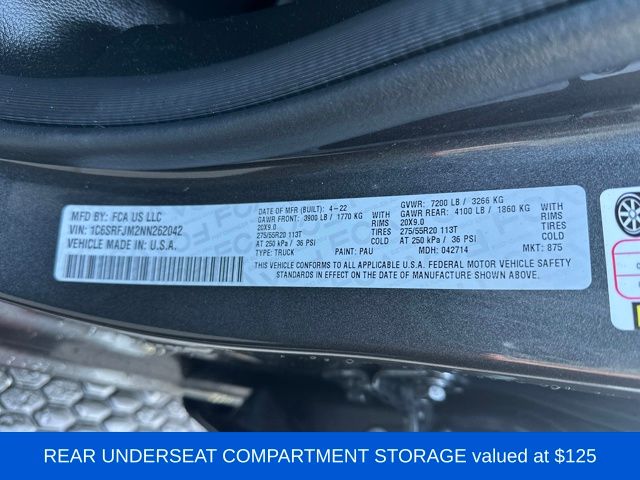 MFD BY: FCA US LLC
VIN: 1C6SRFJM2NN262042
VEHICLE MADE IN: U.S.A.
DATE OF MFR (BUILT): 4-22
GAWR FRONT: 3900 LB / 1770 KG
20X9.0 RIMS
275/55R20 113T TIRES
AT 250 kPa / 36 PSI COLD
TYPE: TRUCK PAINT: PAU
GVWR: 7200 LB / 3266 KG
GAWR REAR: 4100 LB / 1860 KG
20X9.0 RIMS
275/55R20 113T TIRES
AT 250 kPa / 36 PSI COLD
MDH: 042714 MKT: 875
THIS VEHICLE CONFORMS TO ALL APPLICABLE U.S.A. FEDERAL MOTOR VEHICLE SAFETY
STANDARDS IN EFFECT ON THE DATE OF MANUFACTURE SHOWN ABOVE.
REAR UNDERSEAT COMPARTMENT STORAGE valued at $125